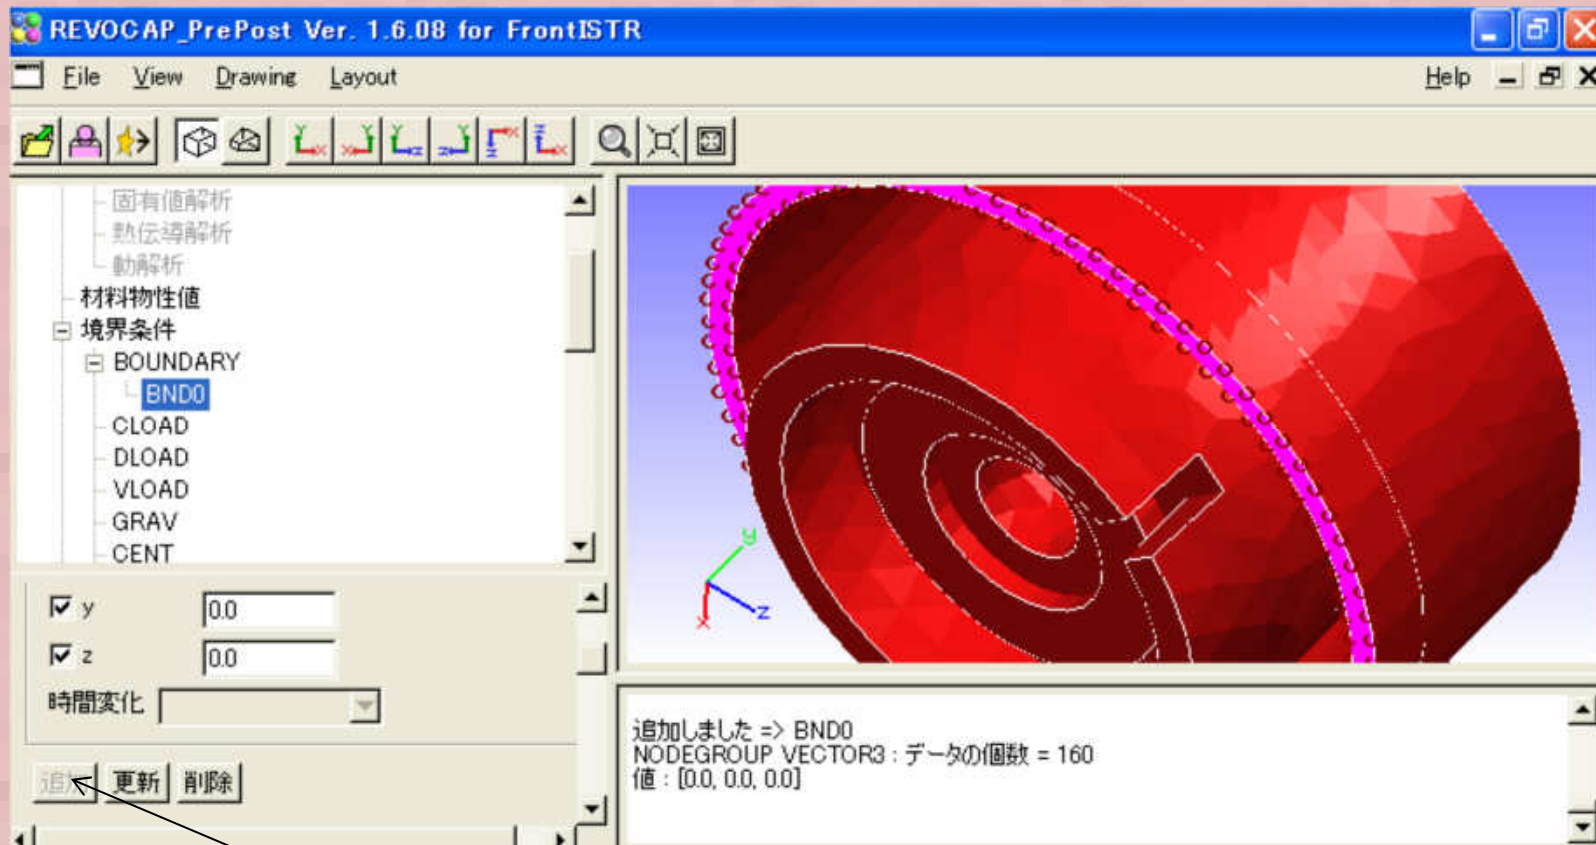 REVOCAP_PrePost Ver. 1.6.08 for FrontISTR
File View Drawing Layout Help
固有値解析
熱伝導解析
動解析
材料物性値
境界条件
BOUNDARY
BND0
CLOAD
DLOAD
VLOAD
GRAV
CENT
y 0.0
z 0.0
時間変化
追加 更新 削除
y
z
x
追加しました => BND0
NODEGROUP VECTOR3 : データの個数 = 160
値 : [0.0, 0.0, 0.0]